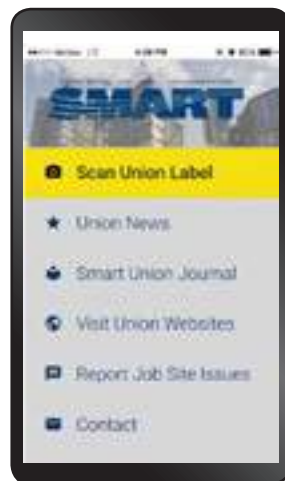 SMART
Scan Union Label
Union News
Smart Union Journal
Visit Union Websites
Report Job Site Issues
Contact